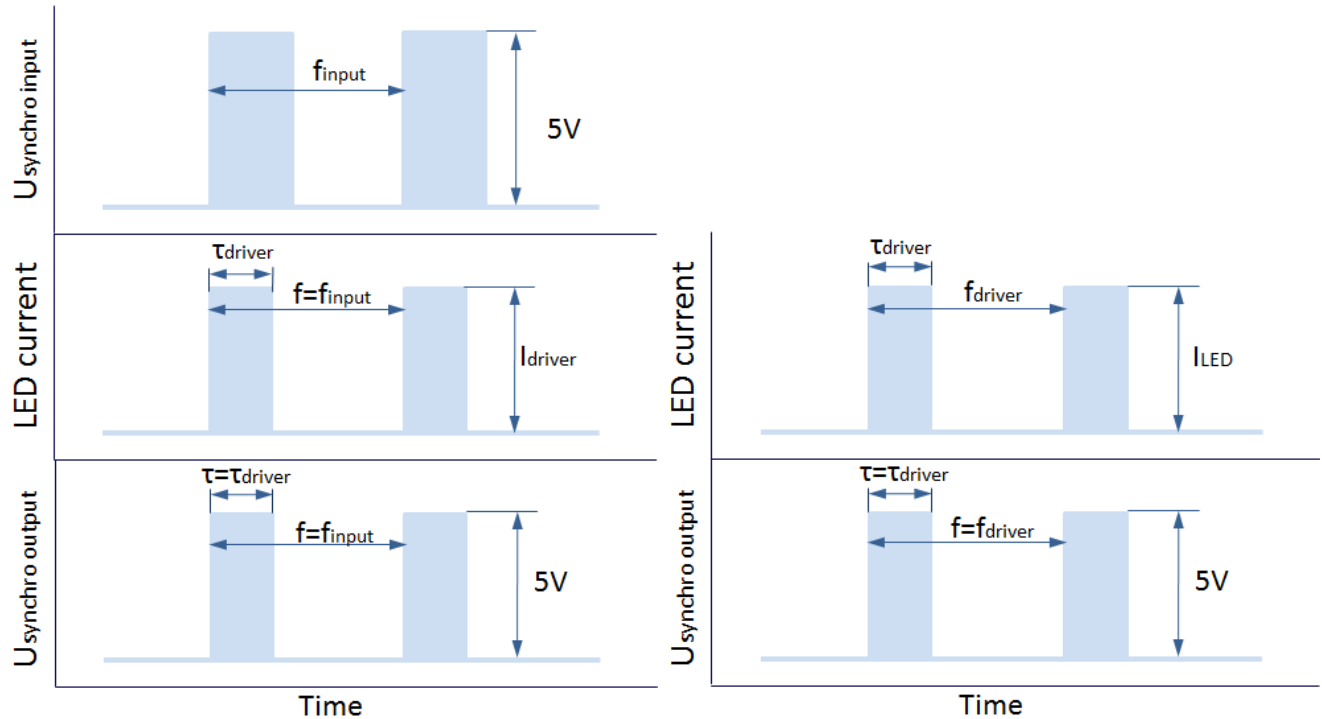 Usynchro input
finput
5V
LED current
τdriver
f=finput
Idriver
Usynchro output
τ=τdriver
f=finput
5V
Time
LED current
τdriver
fdriver
ILED
Usynchro output
τ=τdriver
f=fdriver
5V
Time